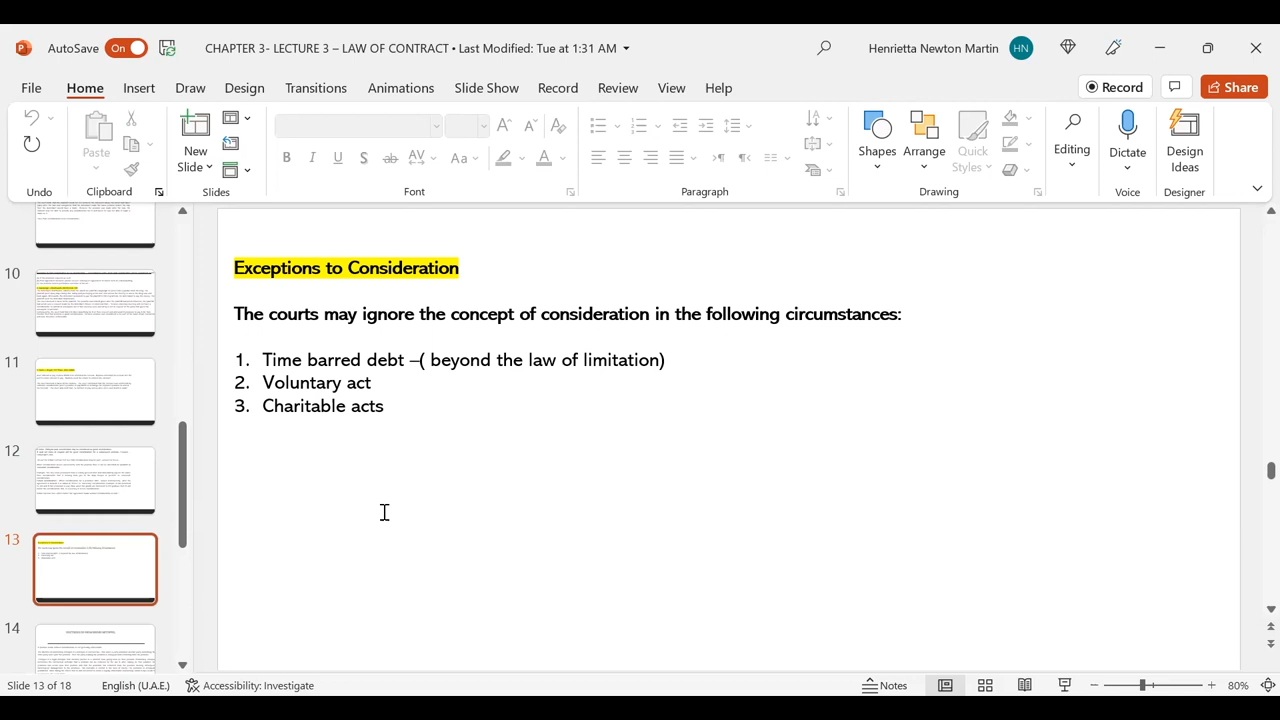 AutoSave On CHAPTER 3- LECTURE 3 – LAW OF CONTRACT • Last Modified: Tue at 1:31 AM Henrietta Newton Martin HN
File Home Insert Draw Design Transitions Animations Slide Show Record Review View Help Record Share
Paste
New
Slide
Shapes
Arrange
Quick
Styles
Editing
Dictate
Design
Ideas
Undo Clipboard Slides Font Paragraph Drawing Voice Designer
10
11
12
13
14
Exceptions to Consideration
The courts may ignore the concept of consideration in the following circumstances:
1. Time barred debt –( beyond the law of limitation)
2. Voluntary act
3. Charitable acts
Slide 13 of 18 English (U.A.E.) Accessibility: Investigate Notes 80%